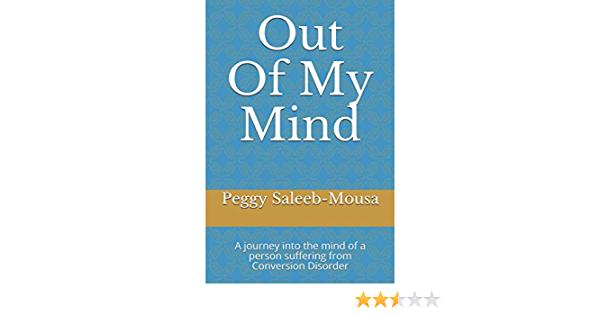 Out
Of My
Mind
Peggy Saleeb-Mousa
A journey into the mind of a
person suffering from
Conversion Disorder